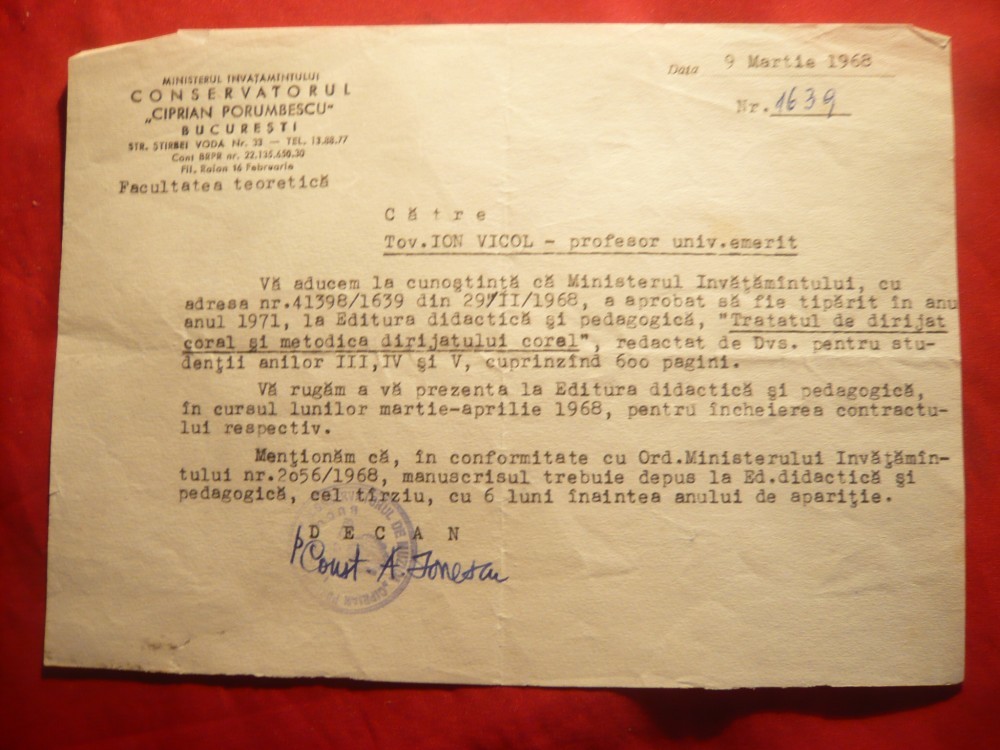 MINISTERUL INVATAMINTULUI
CONSERVATORUL
„CIPRIAN PORUMBESCU"
BUCUREȘTI
STR. ȘTIRBEI VODA Nr. 33 — TEL. 13.88.77
Cont BRPR nr. 22.135.650.30
Fil. Raion 16 Februarie
Facultatea teoretică
Data 9 Martie 1968
Nr. 1639
Către
Tov.ION VICOL - profesor univ.emerit
Vă aducem la cunoștință că Ministerul Invățămîntului, cu
adresa nr.41398/1639 din 29/II/1968, a aprobat să fie tipărit în anu
anul 1971, la Editura didactică și pedagogică, "Tratatul de dirijat
coral și metodica dirijatului coral", redactat de Dvs. pentru stu-
denții anilor III,IV și V, cuprinzînd 6oo pagini.
Vă rugăm a vă prezenta la Editura didactică și pedagogică,
în cursul lunilor martie-aprilie 1968, pentru încheierea contractu-
lui respectiv.
Menționăm că, în conformitate cu Ord.Ministerului Invățămîn-
tului nr.2o56/1968, manuscrisul trebuie depus la Ed.didactică și
pedagogică, cel tîrziu, cu 6 luni înaintea anului de apariție.
DECAN
p Const. A. Ionescu